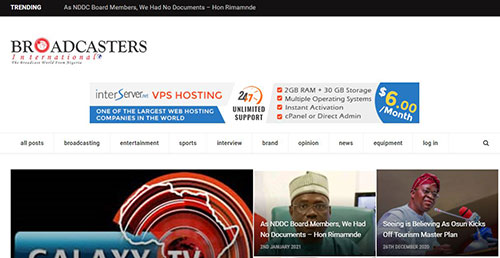 TRENDING As NDDC Board Members, We Had No Documents – Hon Rimamnde
BROADCASTERS
International
The Broadcast World From Nigeria
interServer.net VPS HOSTING
ONE OF THE LARGEST WEB HOSTING
COMPANIES IN THE WORLD
24/7
UNLIMITED
SUPPORT
2GB RAM + 30 GB Storage
Multiple Operating Systems
Instant Activation
cPanel or Direct Admin
$6.00
/Month
all posts broadcasting entertainment sports interview brand opinion news equipment log in
GALAXY TV
As NDDC Board Members, We Had
No Documents – Hon Rimamnde
2ND JANUARY 2021
Seeing is Believing As Osun Kicks
Off Tourism Master Plan
26TH DECEMBER 2020